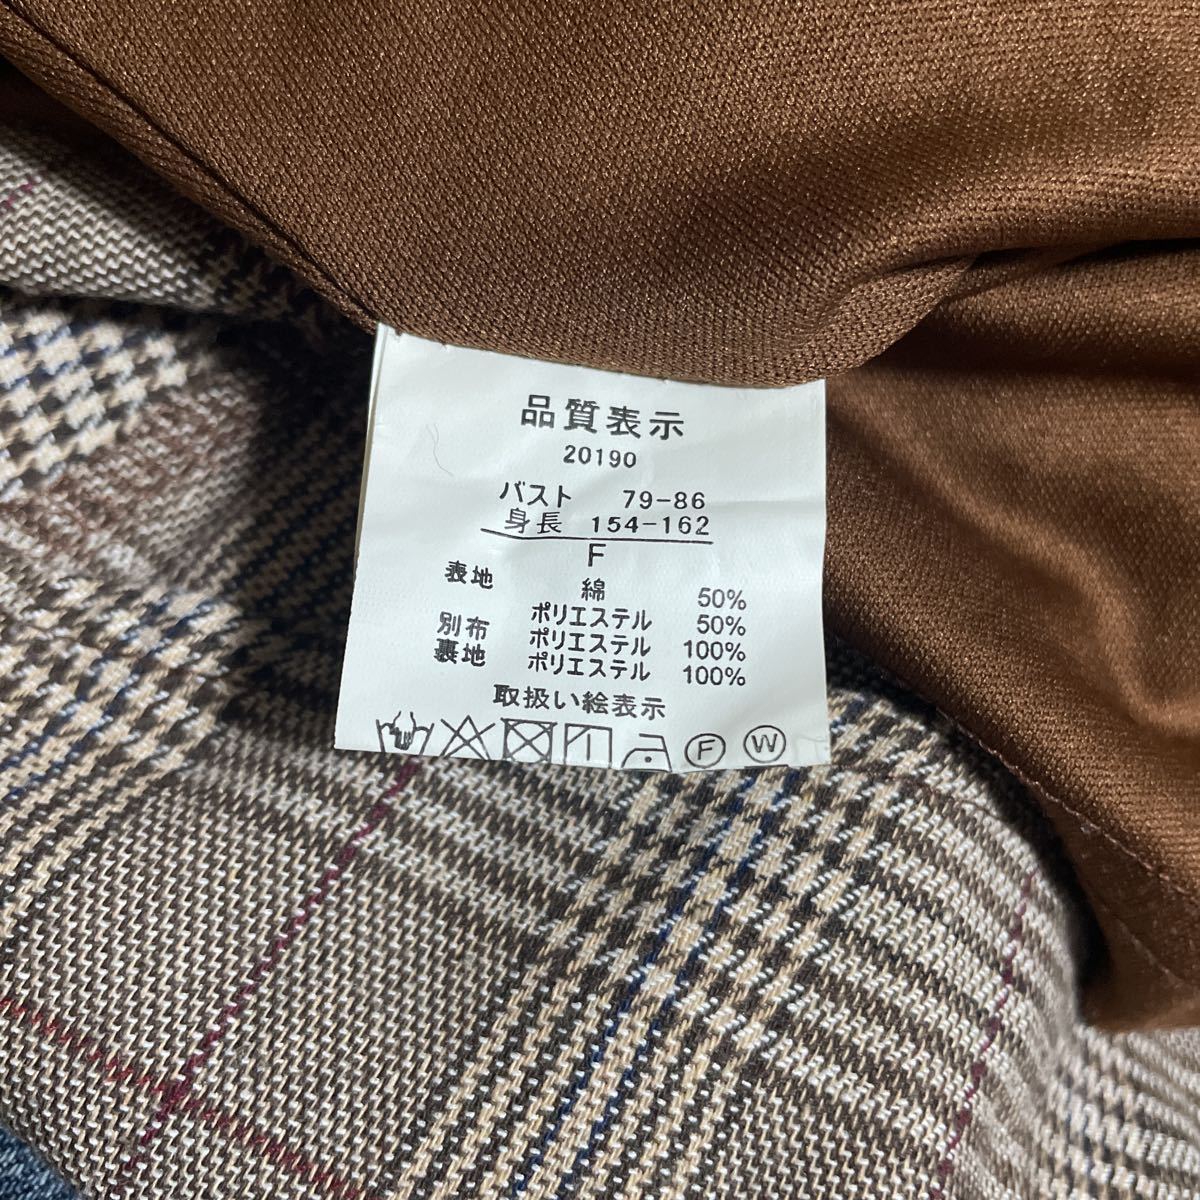 品質表示
20190
バスト 79-86
身長 154-162
F
表地 綿 50%
ポリエステル 50%
別布 ポリエステル 100%
裏地 ポリエステル 100%
取扱い絵表示
F W